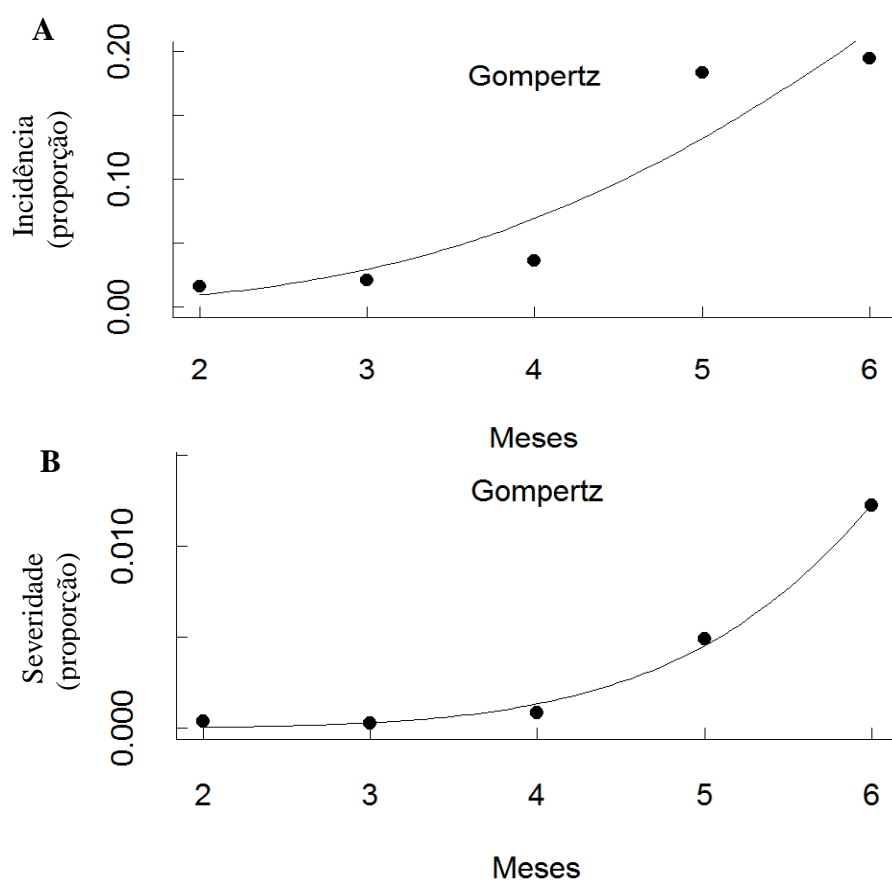 A
Incidência
(proporção)
0.20
0.10
0.00
Gompertz
2 3 4 5 6
Meses
B
Severidade
(proporção)
0.010
0.000
Gompertz
2 3 4 5 6
Meses